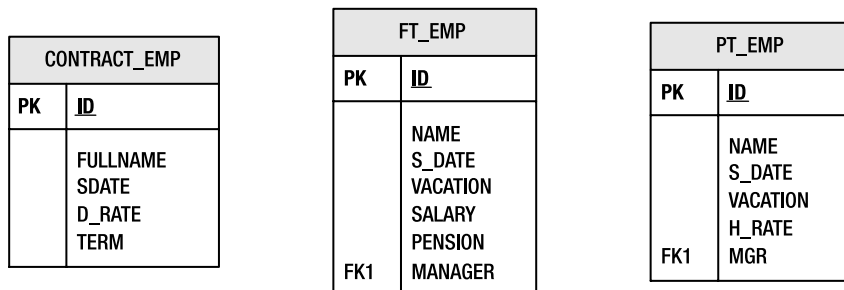 CONTRACT_EMP
PK ID
FULLNAME
SDATE
D_RATE
TERM
FT_EMP
PK ID
NAME
S_DATE
VACATION
SALARY
PENSION
FK1 MANAGER
PT_EMP
PK ID
NAME
S_DATE
VACATION
H_RATE
FK1 MGR